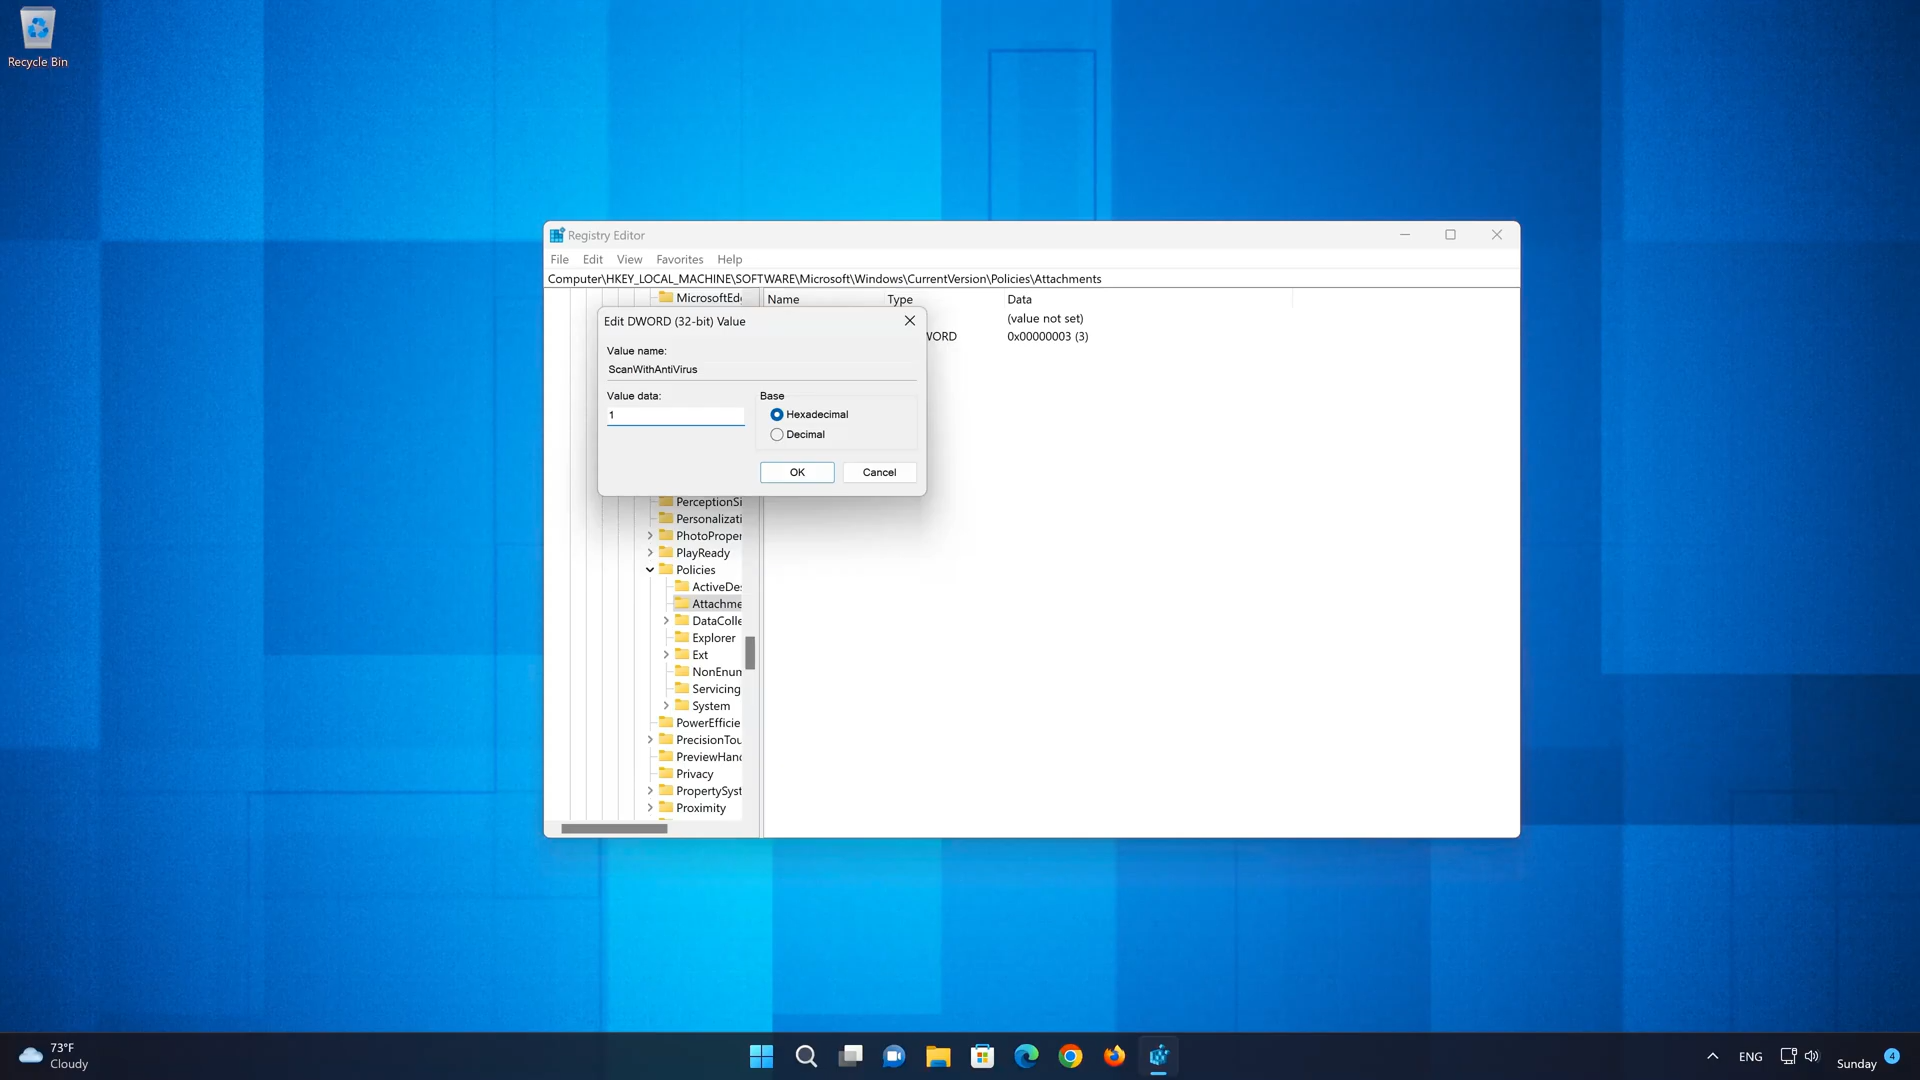 Recycle Bin
Registry Editor
File Edit View Favorites Help
Computer\HKEY_LOCAL_MACHINE\SOFTWARE\Microsoft\Windows\CurrentVersion\Policies\Attachments
MicrosoftEd
Name Type Data
(value not set)
WORD 0x00000003 (3)
Edit DWORD (32-bit) Value
Value name:
ScanWithAntiVirus
Value data:
1
Base
Hexadecimal
Decimal
OK Cancel
PerceptionSi
Personalizati
PhotoProper
PlayReady
Policies
ActiveDes
Attachme
DataColle
Explorer
Ext
NonEnum
Servicing
System
PowerEfficie
PrecisionTou
PreviewHand
Privacy
PropertySyst
Proximity
73°F
Cloudy
ENG
Sunday 4